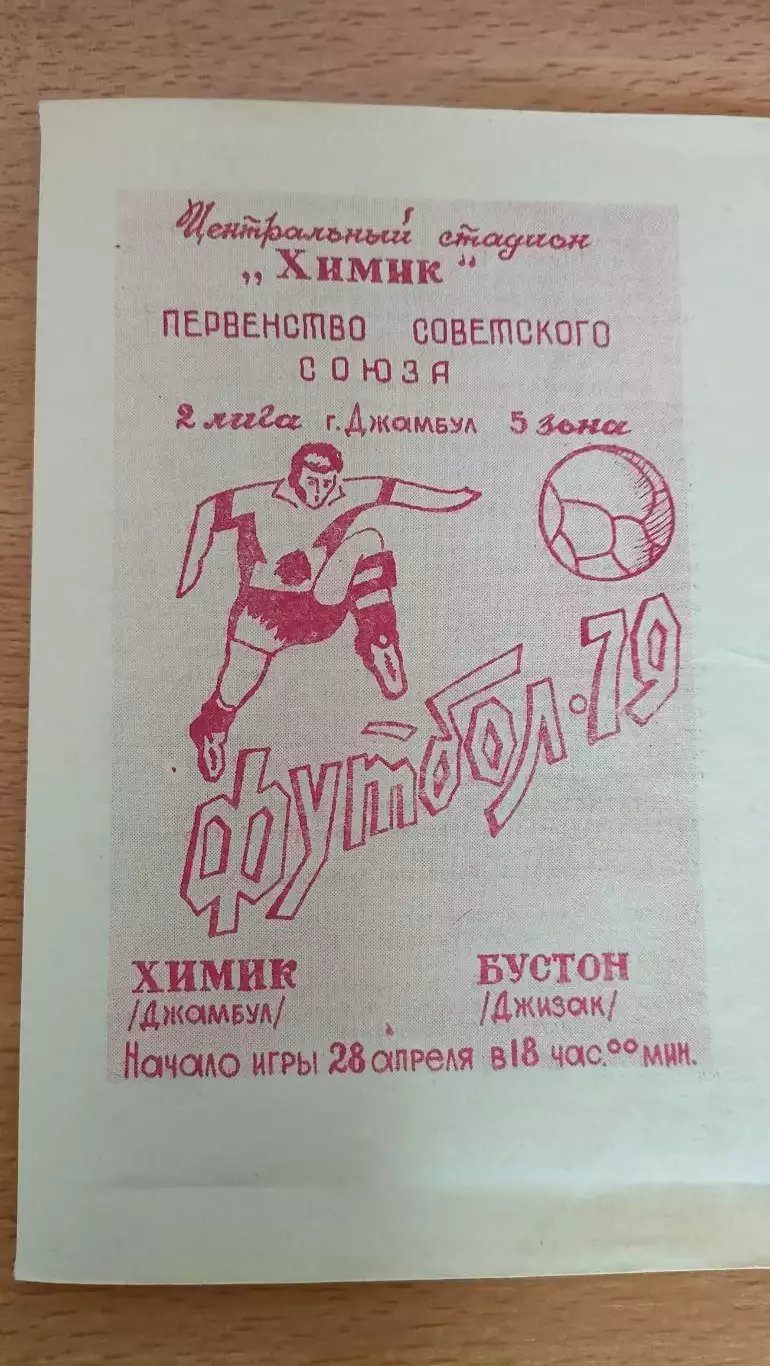 Центральный стадион
„Химик“
ПЕРВЕНСТВО СОВЕТСКОГО
СОЮЗА
2 лига г. Джамбул 5 зона
футбол·79
ХИМИК БУСТОН
/Джамбул/ /Джизак/
Начало игры 28 апреля в 18 час.⁰⁰ мин.